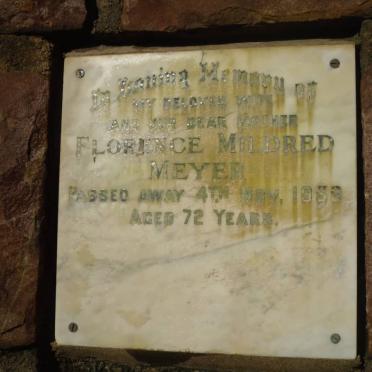 In Loving Memory of
MY BELOVED WIFE
AND OUR DEAR MOTHER
FLORENCE MILDRED
MEYER
PASSED AWAY 4TH NOV,
AGED 72 YEARS.